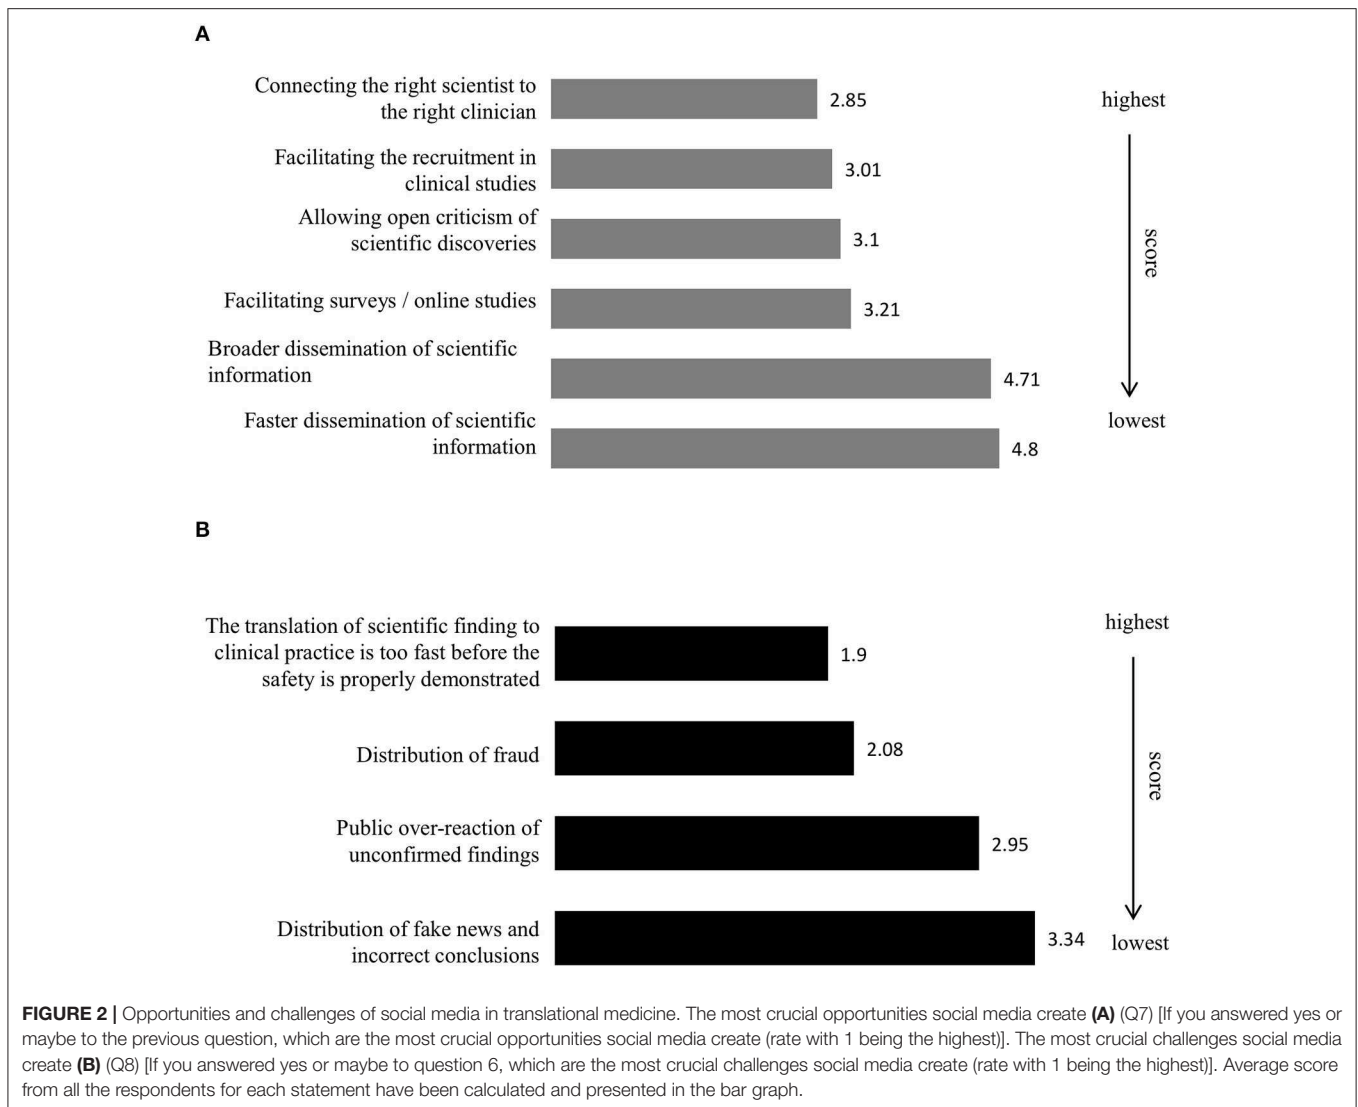 A
Connecting the right scientist to
the right clinician
2.85
highest
Facilitating the recruitment in
clinical studies
3.01
Allowing open criticism of
scientific discoveries
3.1
score
Facilitating surveys / online studies
3.21
Broader dissemination of scientific
information
4.71
Faster dissemination of scientific
information
4.8
lowest
B
The translation of scientific finding to
clinical practice is too fast before the
safety is properly demonstrated
1.9
highest
Distribution of fraud
2.08
score
Public over-reaction of
unconfirmed findings
2.95
Distribution of fake news and
incorrect conclusions
3.34
lowest
FIGURE 2 | Opportunities and challenges of social media in translational medicine. The most crucial opportunities social media create (A) (Q7) [If you answered yes or
maybe to the previous question, which are the most crucial opportunities social media create (rate with 1 being the highest)]. The most crucial challenges social media
create (B) (Q8) [If you answered yes or maybe to question 6, which are the most crucial challenges social media create (rate with 1 being the highest)]. Average score
from all the respondents for each statement have been calculated and presented in the bar graph.